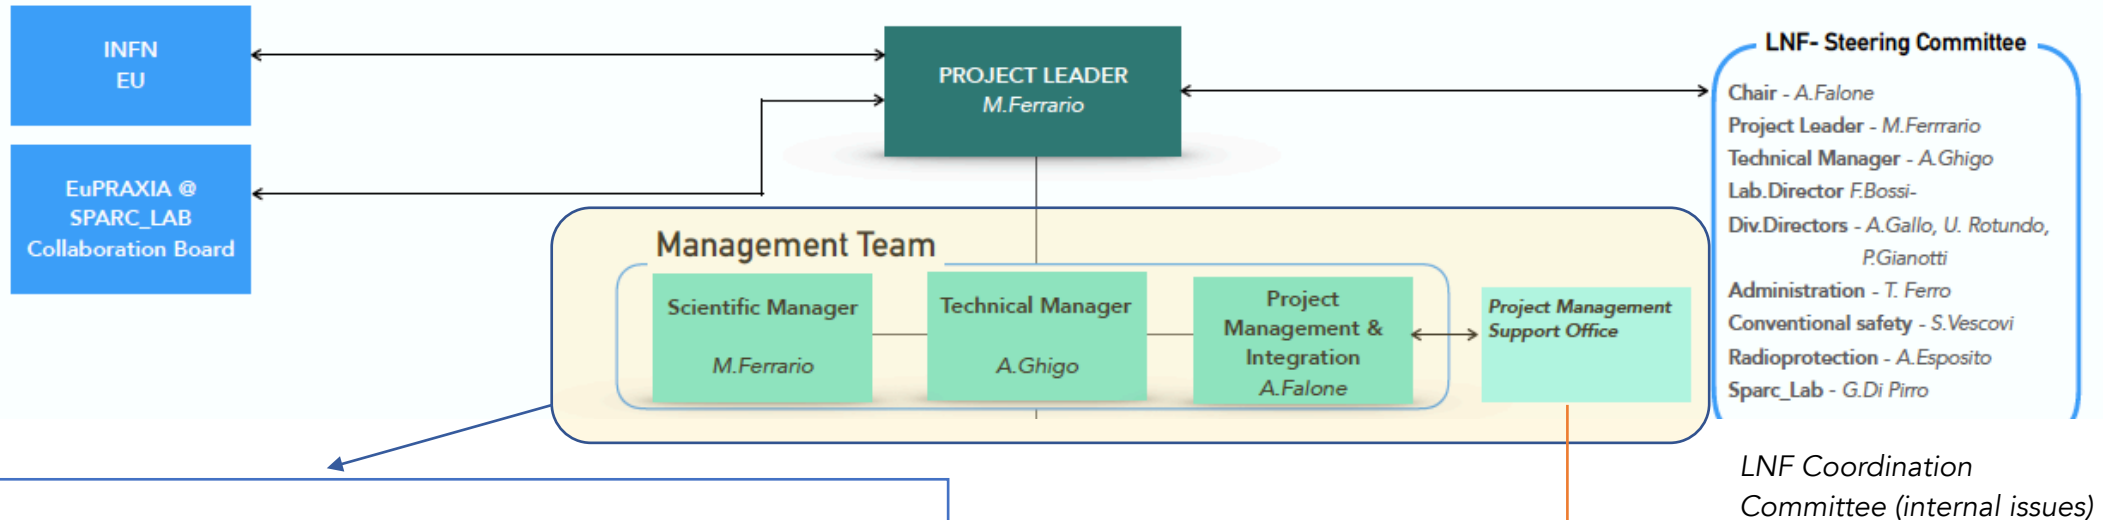 INFN
EU
EuPRAXIA @
SPARC_LAB
Collaboration Board
PROJECT LEADER
M.Ferrario
LNF- Steering Committee
Chair - A.Falone
Project Leader - M.Ferrrario
Technical Manager - A.Ghigo
Lab.Director F.Bossi-
Div.Directors - A.Gallo, U. Rotundo,
P.Gianotti
Administration - T. Ferro
Conventional safety - S.Vescovi
Radioprotection - A.Esposito
Sparc_Lab - G.Di Pirro
Management Team
Scientific Manager
M.Ferrario
Technical Manager
A.Ghigo
Project
Management &
Integration
A.Falone
Project Management
Support Office
LNF Coordination
Committee (internal issues)